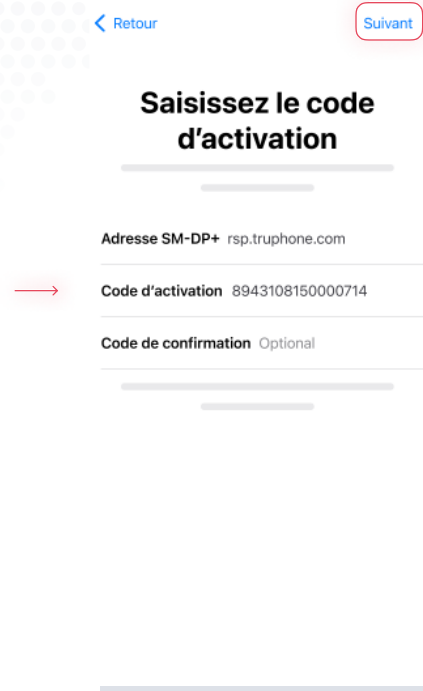 Retour
Suivant
Saisissez le code
d'activation
Adresse SM-DP+ rsp.truphone.com
Code d'activation 8943108150000714
Code de confirmation Optional